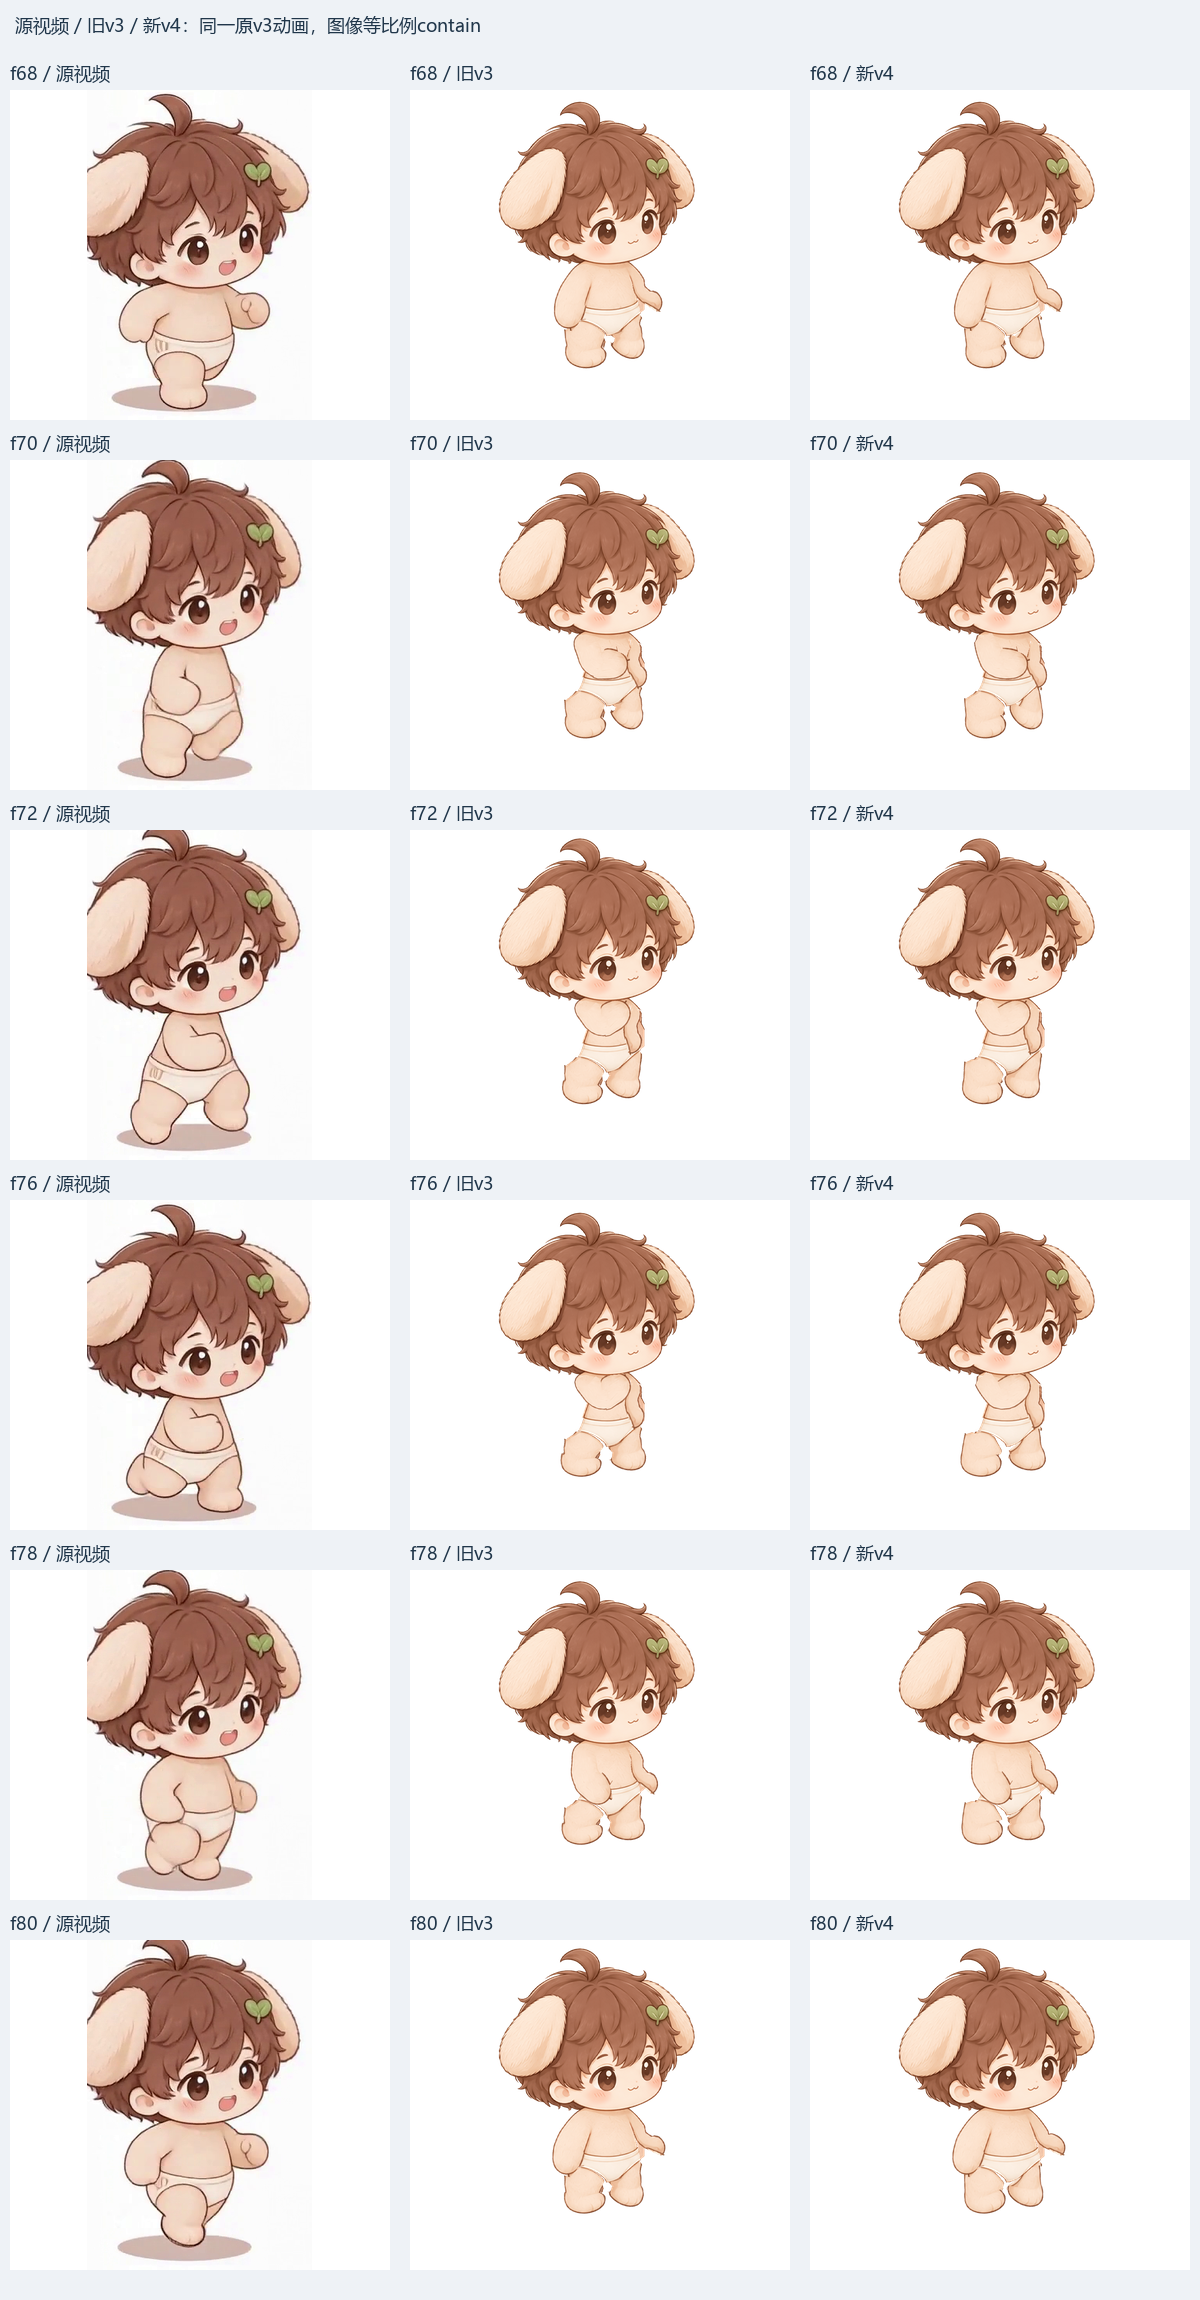 源视频 / 旧v3 / 新v4：同一原v3动画，图像等比例contain
f68 / 源视频
f68 / 旧v3
f68 / 新v4
f70 / 源视频
f70 / 旧v3
f70 / 新v4
f72 / 源视频
f72 / 旧v3
f72 / 新v4
f76 / 源视频
f76 / 旧v3
f76 / 新v4
f78 / 源视频
f78 / 旧v3
f78 / 新v4
f80 / 源视频
f80 / 旧v3
f80 / 新v4